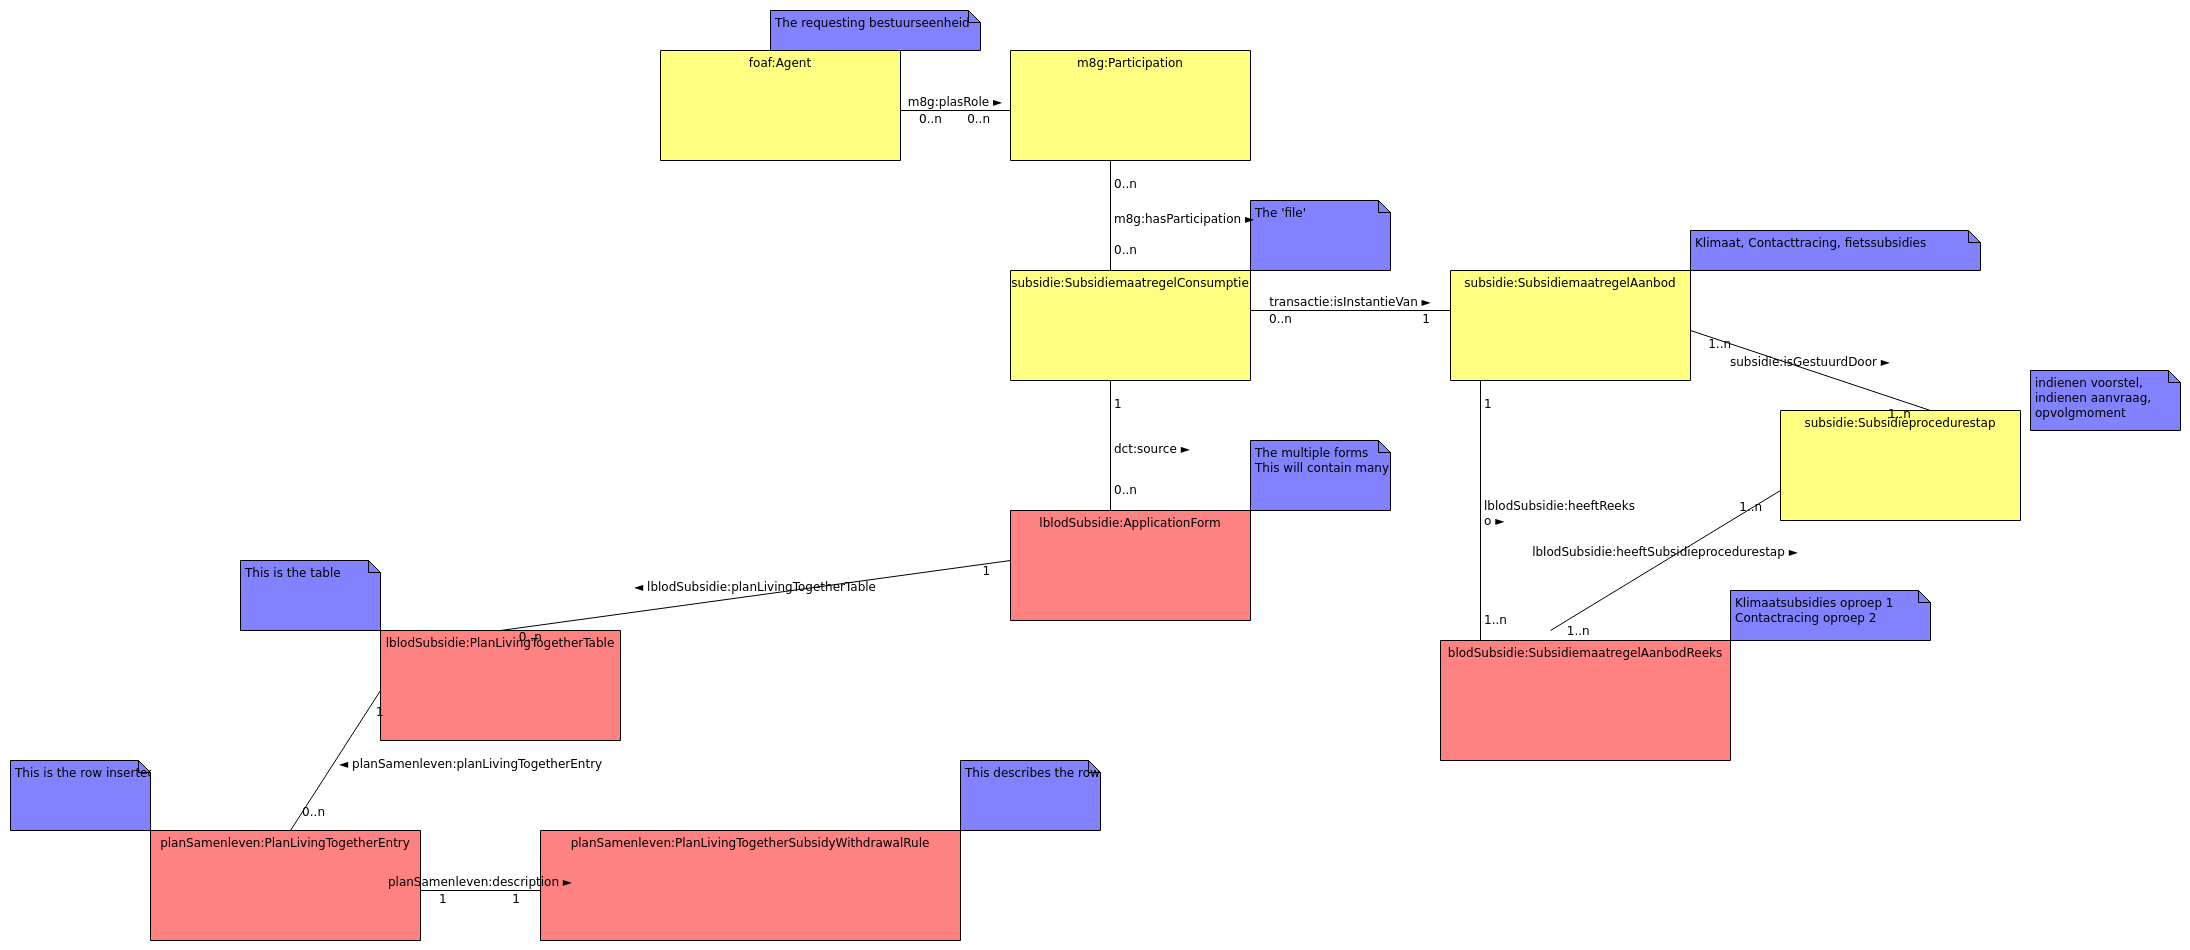 The requesting bestuurseenheid
foaf:Agent
m8g:Participation
m8g:plasRole ►
0..n
0..n
0..n
m8g:hasParticipation ►
0..n
The 'file'
Klimaat, Contacttracing, fietssubsidies
subsidie:SubsidiemaatregelConsumptie
transactie:isInstantieVan ►
0..n
1
subsidie:SubsidiemaatregelAanbod
1..n
subsidie:isGestuurdDoor ►
1..n
indienen voorstel,
indienen aanvraag,
opvolgmoment
subsidie:Subsidieprocedurestap
1
dct:source ►
0..n
The multiple forms
This will contain many
1
lblodSubsidie:heeftReeks
o ►
1..n
1..n
lblodSubsidie:heeftSubsidieprocedurestap ►
1..n
lblodSubsidie:ApplicationForm
1
◄ lblodSubsidie:planLivingTogetherTable
0..n
This is the table
lblodSubsidie:PlanLivingTogetherTable
Klimaatsubsidies oproep 1
Contactracing oproep 2
blodSubsidie:SubsidiemaatregelAanbodReeks
1
◄ planSamenleven:planLivingTogetherEntry
0..n
This is the row inserted
This describes the row
planSamenleven:PlanLivingTogetherEntry
planSamenleven:PlanLivingTogetherSubsidyWithdrawalRule
planSamenleven:description ►
1
1